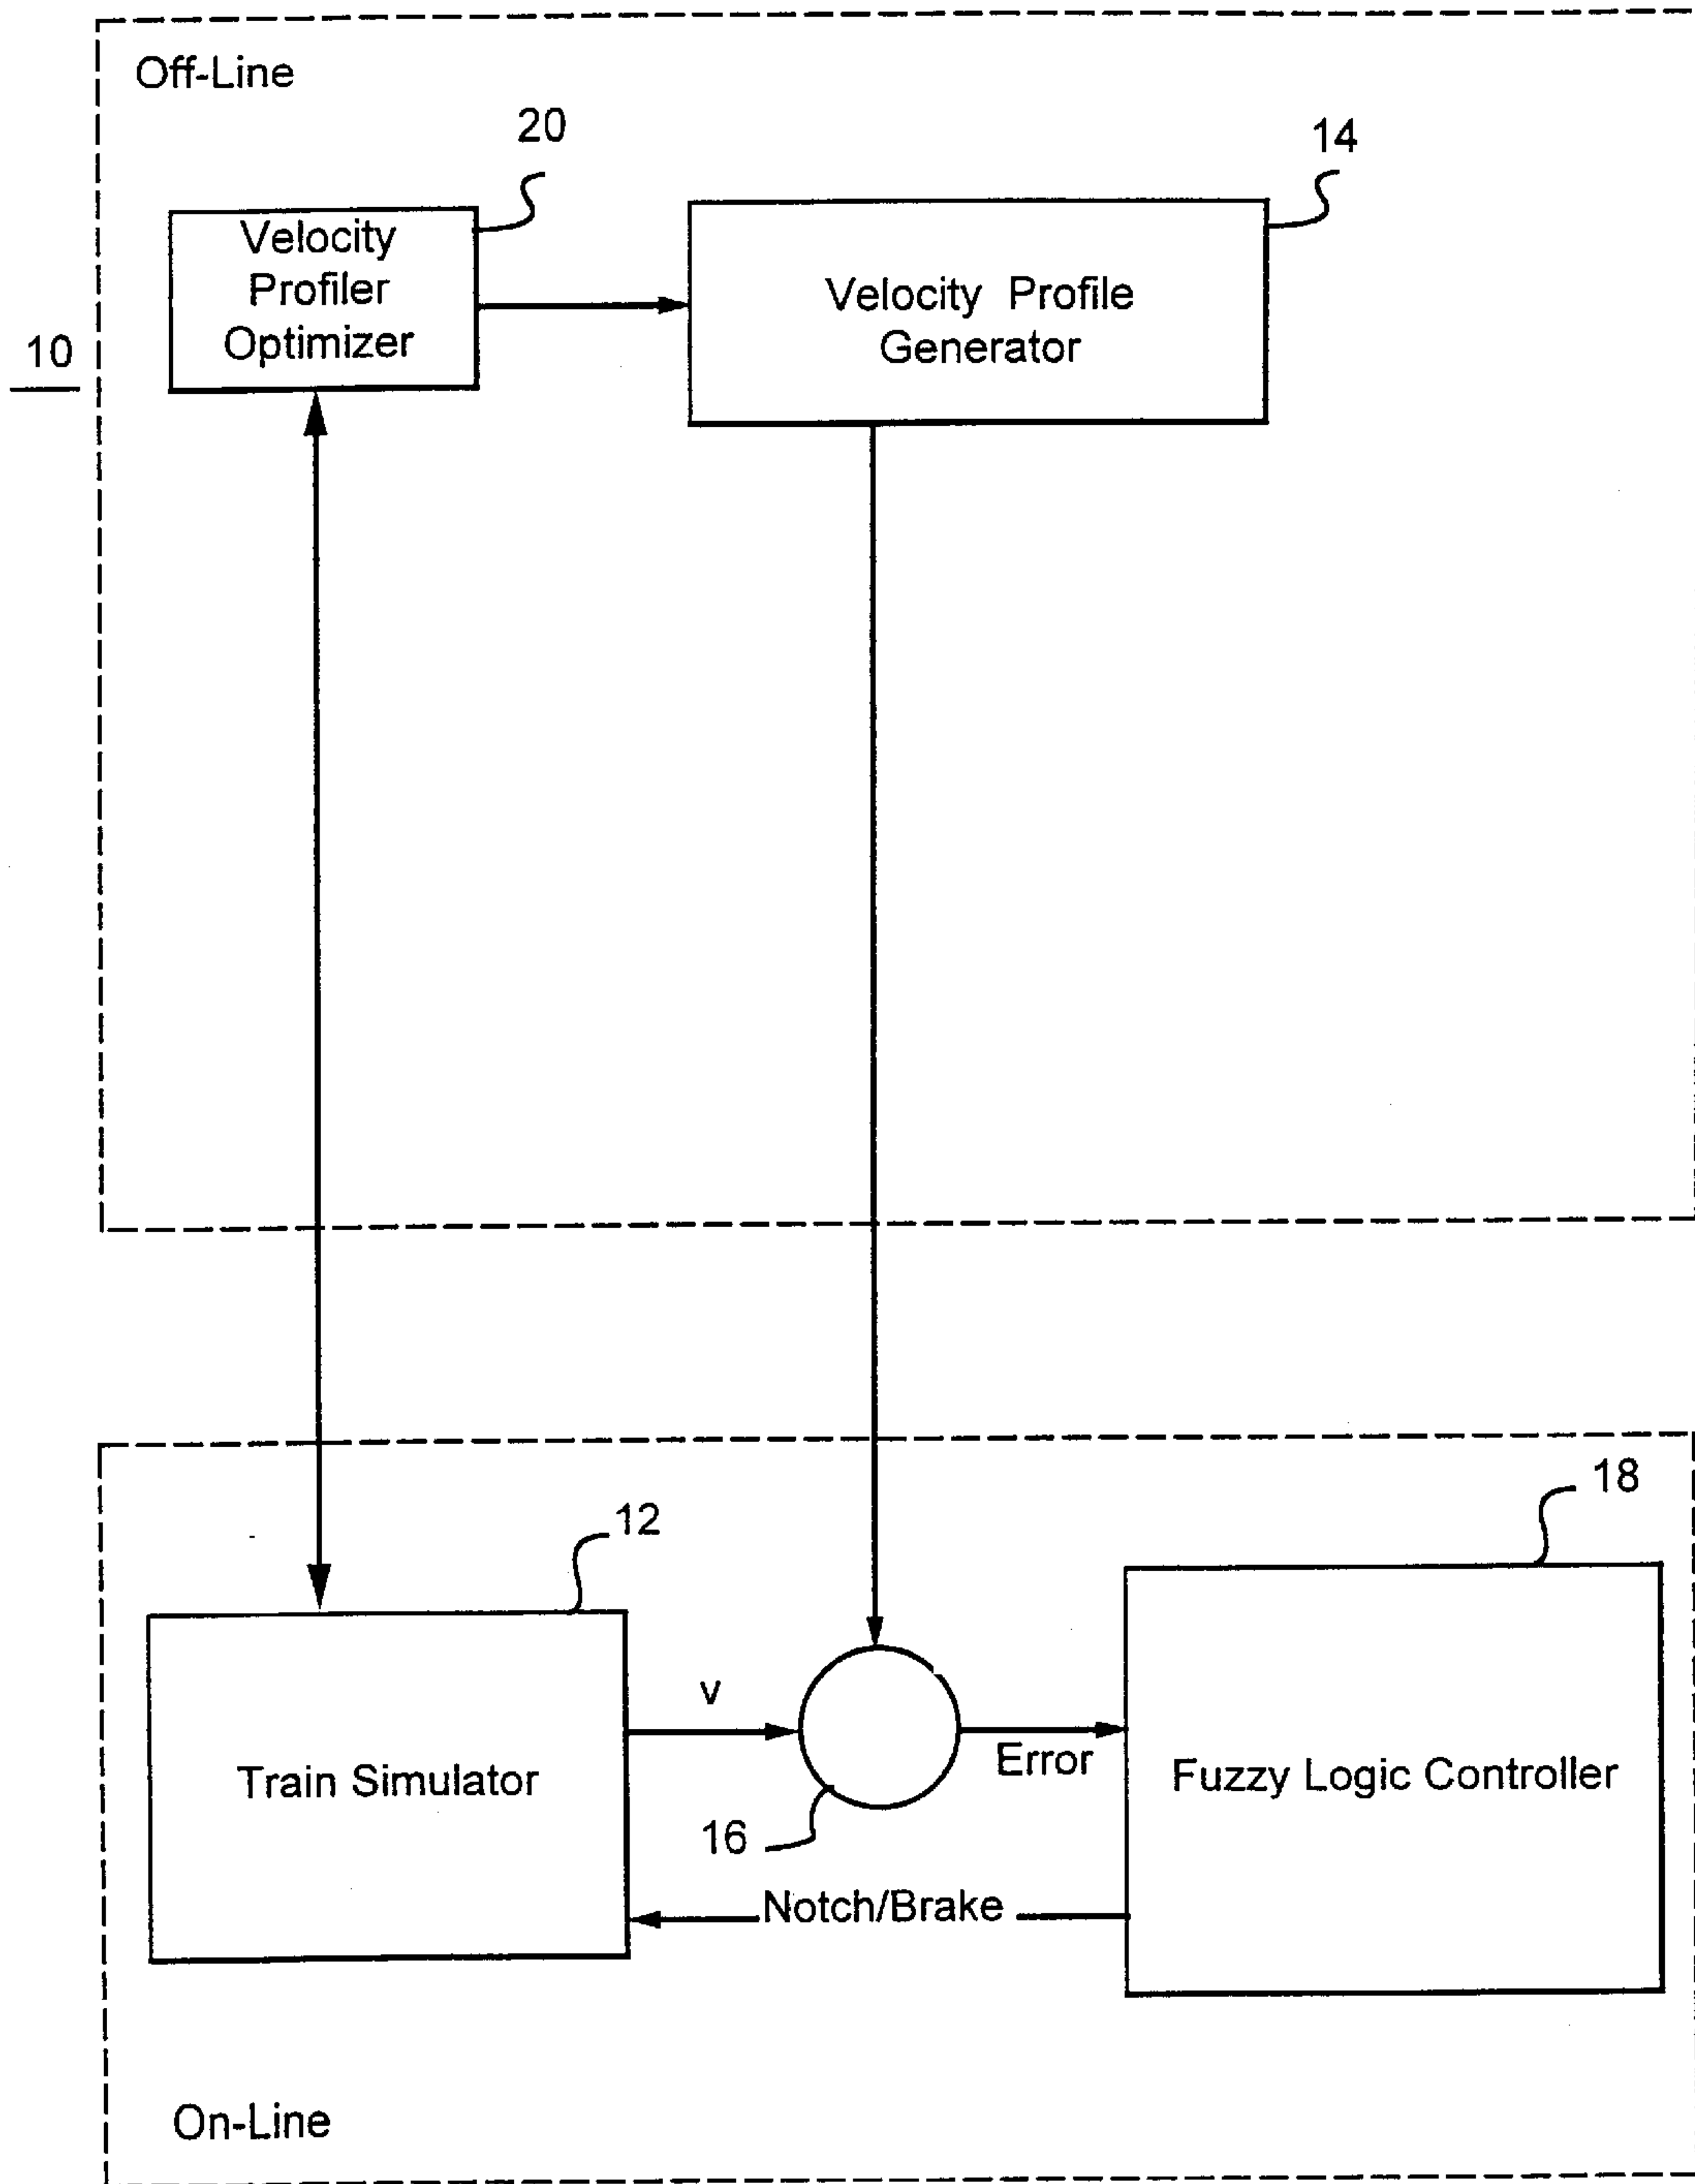 Off-Line
20
14
Velocity
Profiler
Optimizer
Velocity Profile
Generator
10
18
12
v
Train Simulator
Error
Fuzzy Logic Controller
16
Notch/Brake
On-Line